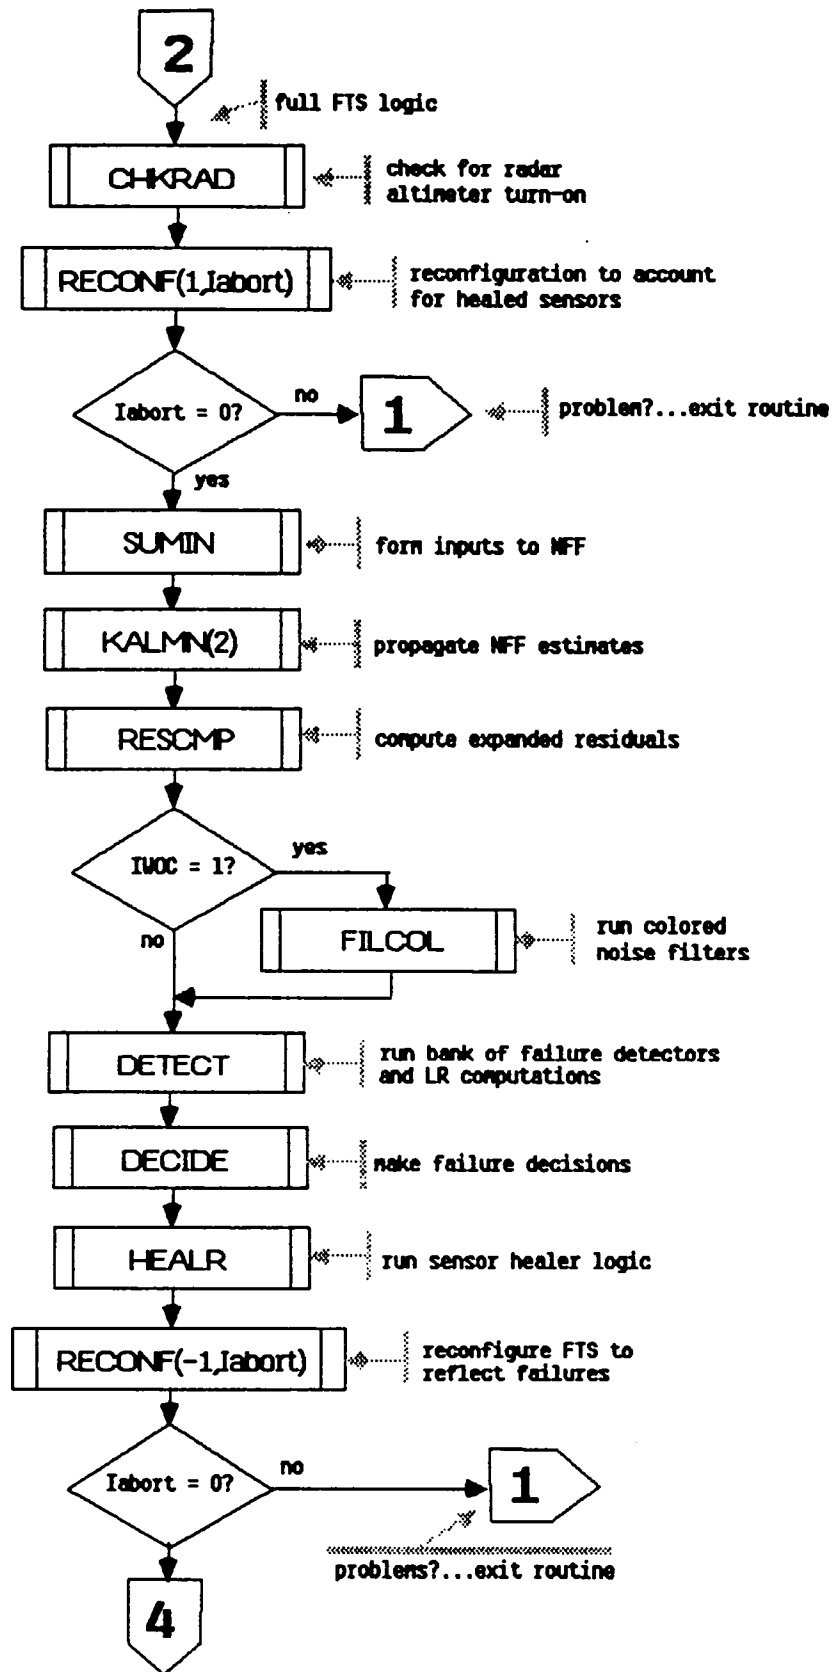 2
full FTS logic
CHKRAD
check for radar
altimeter turn-on
RECONF(1,Iabort)
reconfiguration to account
for healed sensors
Iabort = 0?
no
1
problem?...exit routine
yes
SUMIN
form inputs to NFF
KALMN(2)
propagate NFF estimates
RESCMP
compute expanded residuals
IWOC = 1?
yes
no
FILCOL
run colored
noise filters
DETECT
run bank of failure detectors
and LR computations
DECIDE
make failure decisions
HEALR
run sensor healer logic
RECONF(-1,Iabort)
reconfigure FTS to
reflect failures
Iabort = 0?
no
1
problems?...exit routine
4